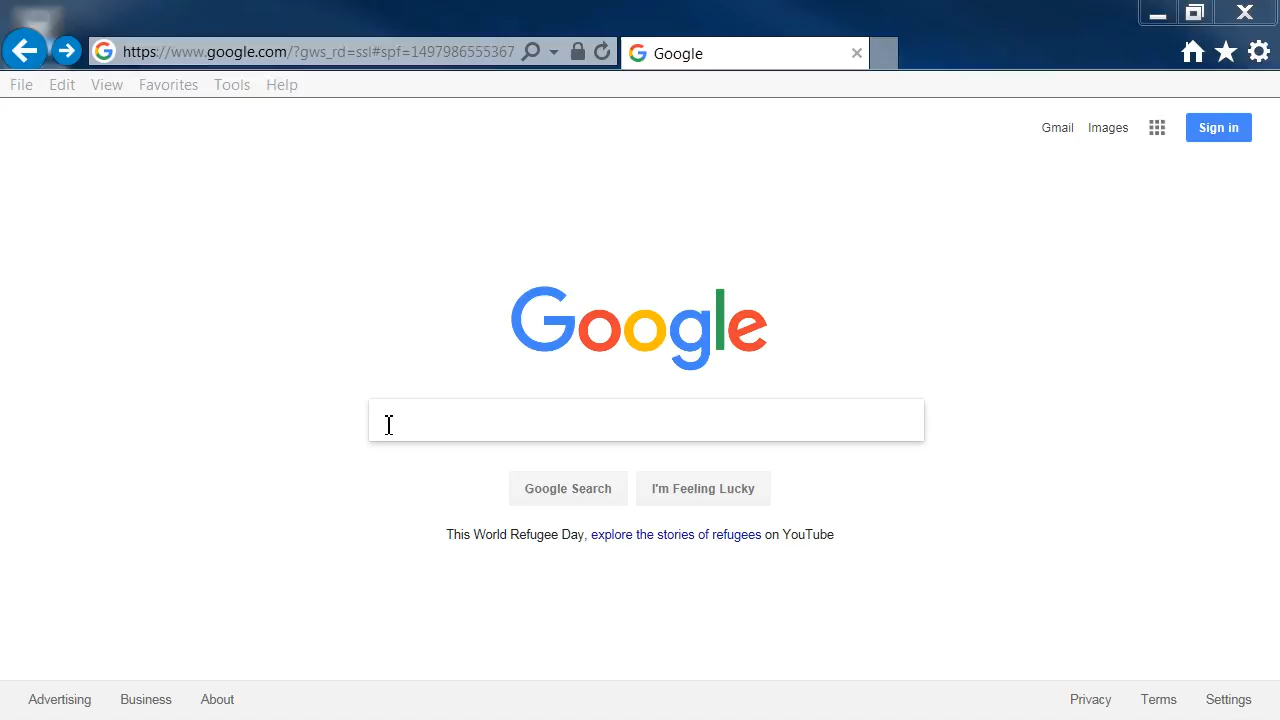 https://www.google.com/?gws_rd=ssl#spf=1497986555367
Google
File Edit View Favorites Tools Help
Gmail Images Sign in
Google
Google Search I'm Feeling Lucky
This World Refugee Day, explore the stories of refugees on YouTube
Advertising Business About Privacy Terms Settings